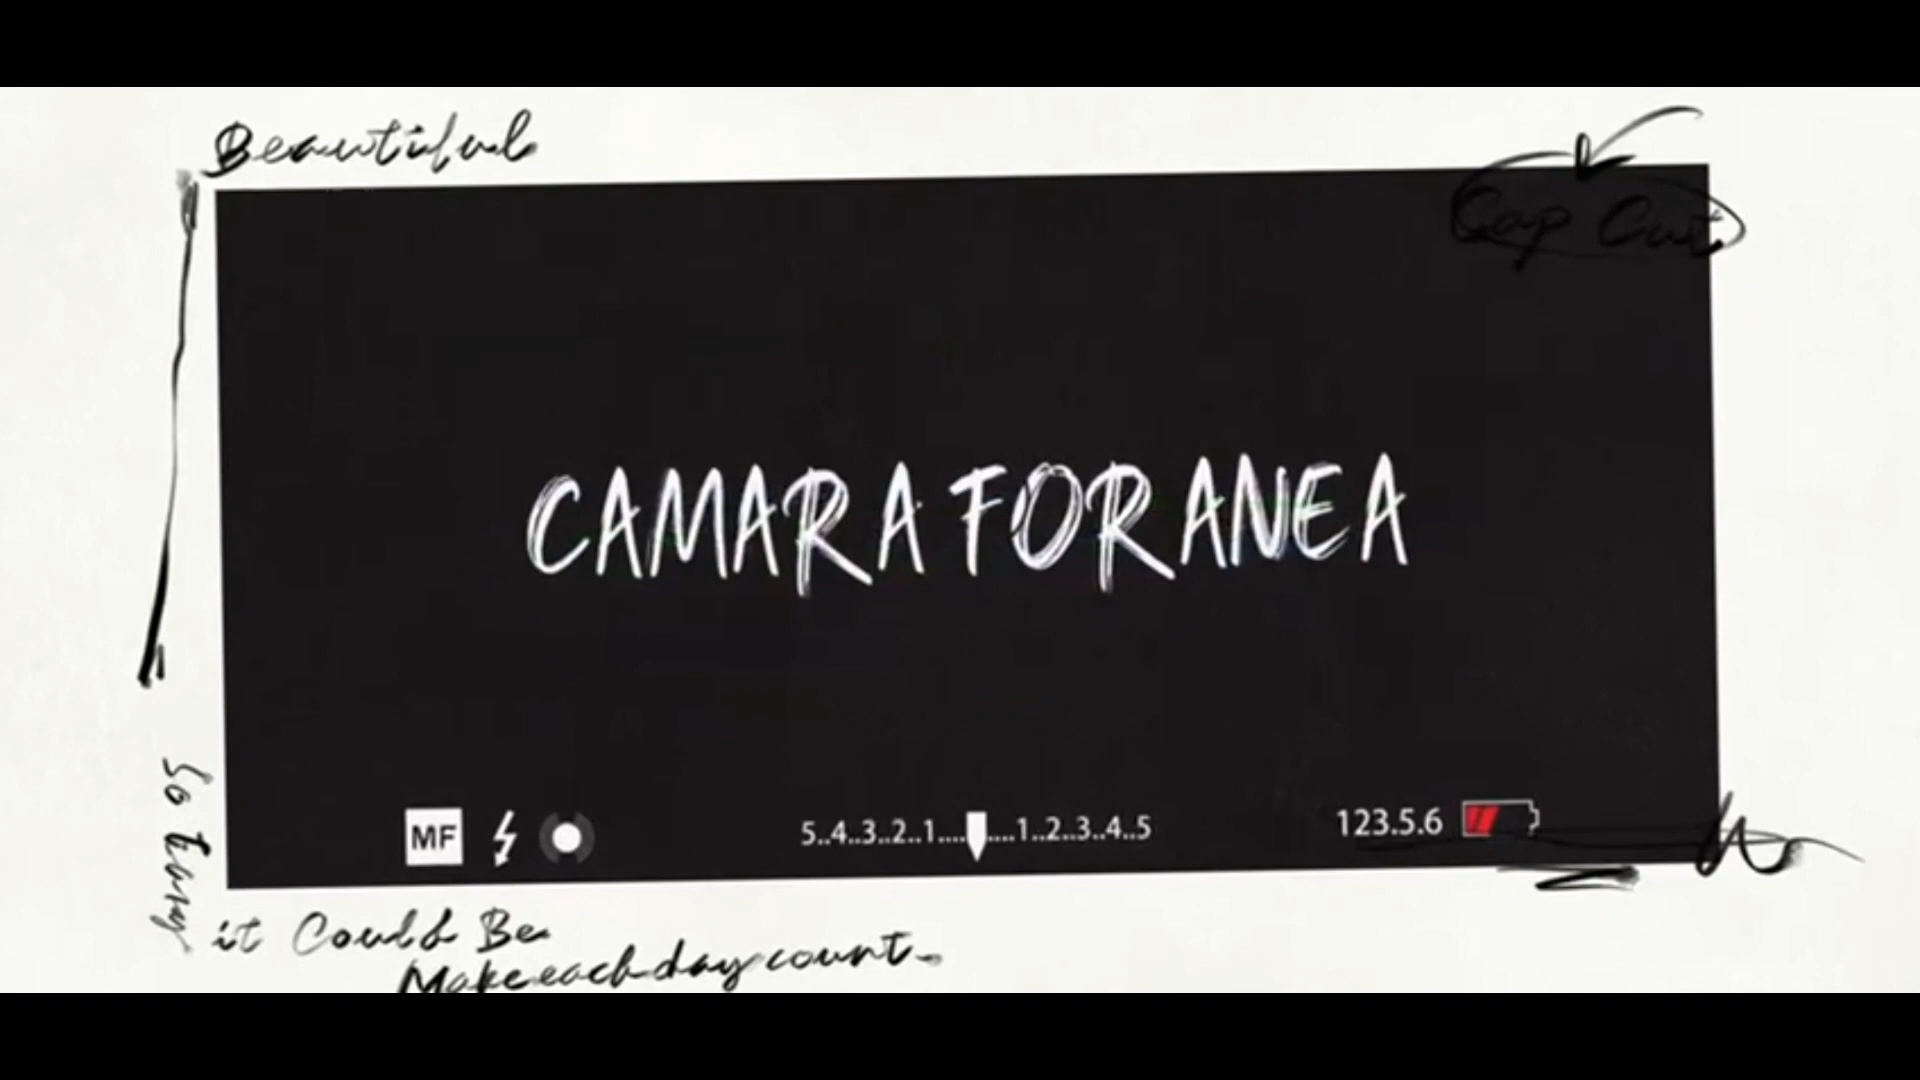 Beautiful
Cap Cut
CAMARA FORANEA
MF
5..4..3..2..1.... ....1..2..3..4..5
123.5.6
So Easy
it Could Be
Make each day count.